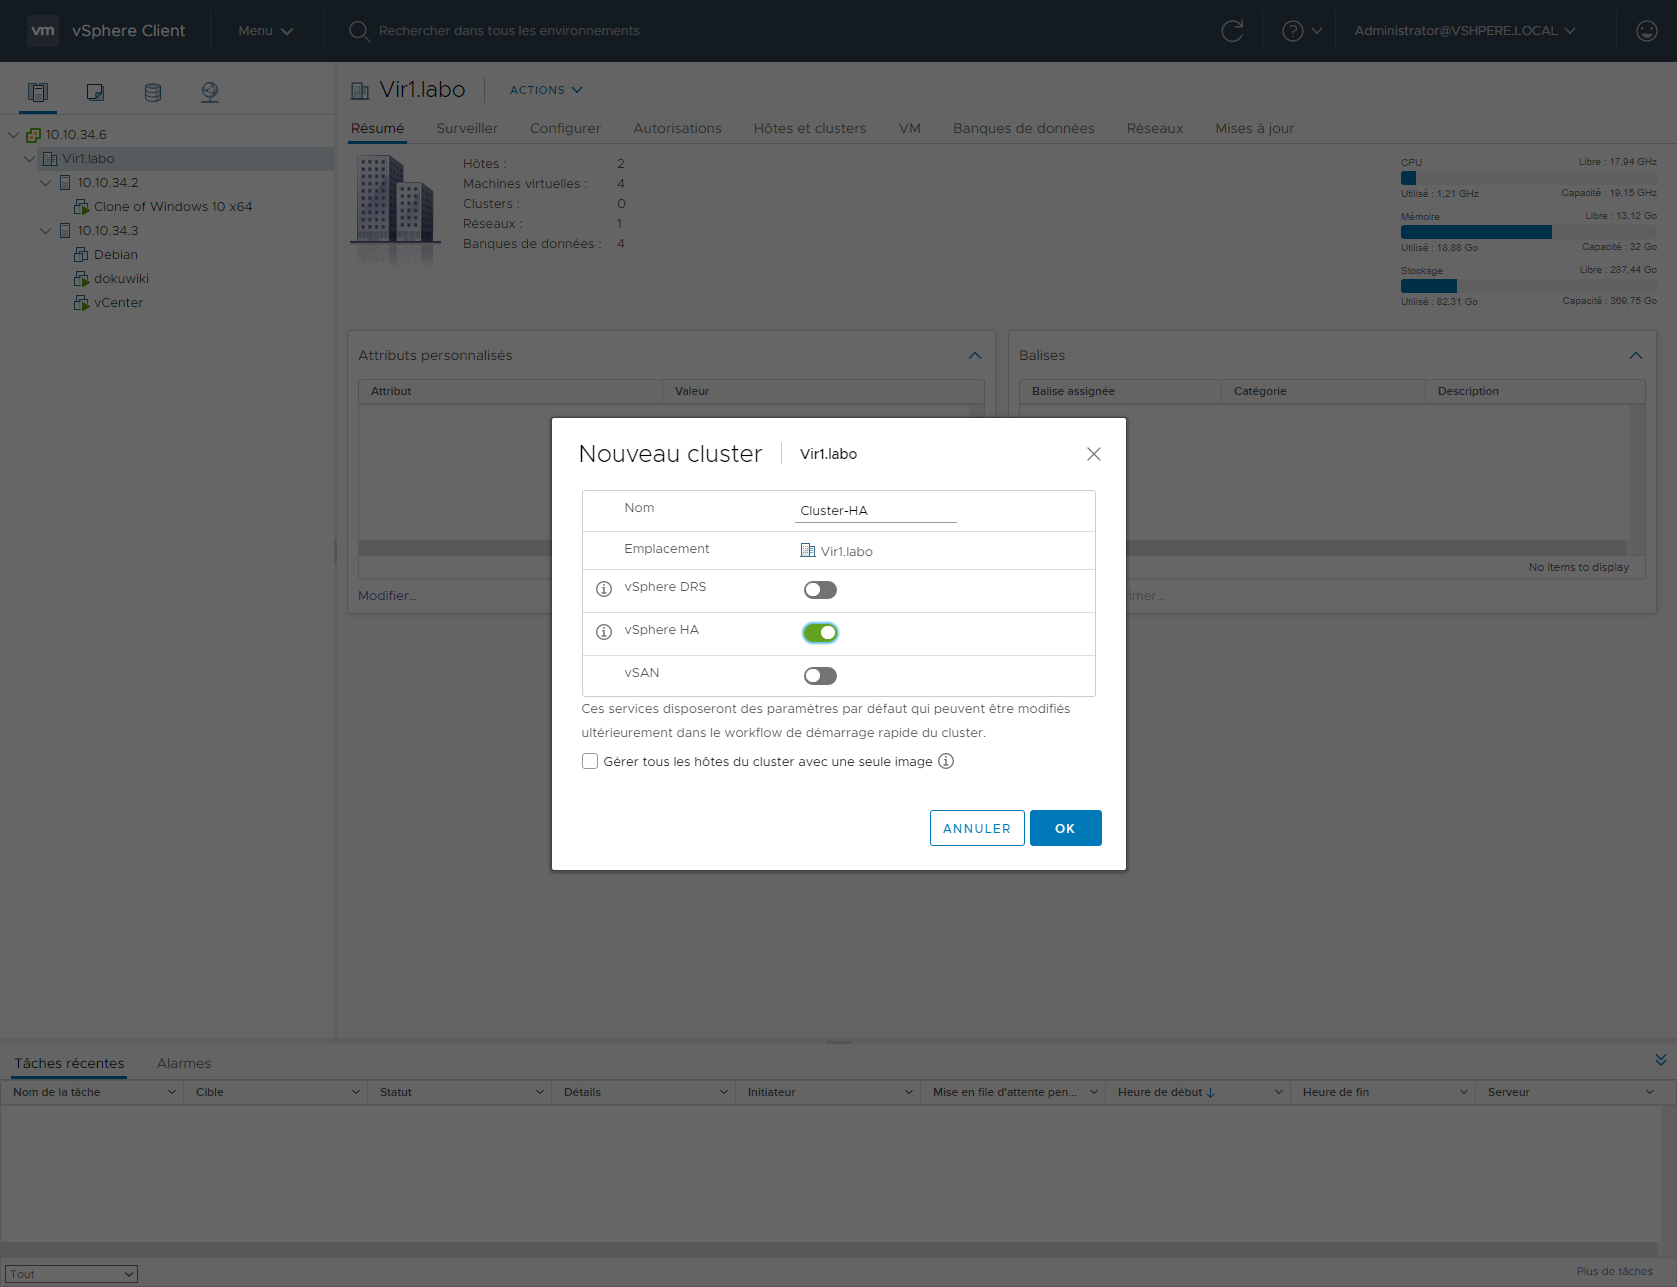 vm vSphere Client Menu Rechercher dans tous les environnements Administrator@VSHPERE.LOCAL
10.10.34.6
Vir1.labo
10.10.34.2
Clone of Windows 10 x64
10.10.34.3
Debian
dokuwiki
vCenter
Vir1.labo ACTIONS
Résumé Surveiller Configurer Autorisations Hôtes et clusters VM Banques de données Réseaux Mises à jour
Hôtes : 2
Machines virtuelles : 4
Clusters : 0
Réseaux : 1
Banques de données : 4
CPU Libre : 17,94 GHz
Utilisé : 1,21 GHz Capacité : 19,15 GHz
Mémoire Libre : 13,12 Go
Utilisé : 18,88 Go Capacité : 32 Go
Stockage Libre : 287,44 Go
Utilisé : 82,31 Go Capacité : 369,75 Go
Attributs personnalisés
Attribut Valeur
Modifier...
Balises
Balise assignée Catégorie Description
No items to display
rimer...
Nouveau cluster Vir1.labo
Nom Cluster-HA
Emplacement Vir1.labo
vSphere DRS
vSphere HA
vSAN
Ces services disposeront des paramètres par défaut qui peuvent être modifiés
ultérieurement dans le workflow de démarrage rapide du cluster.
Gérer tous les hôtes du cluster avec une seule image
ANNULER OK
Tâches récentes Alarmes
Nom de la tâche Cible Statut Détails Initiateur Mise en file d'attente pen... Heure de début Heure de fin Serveur
Tout Plus de tâches